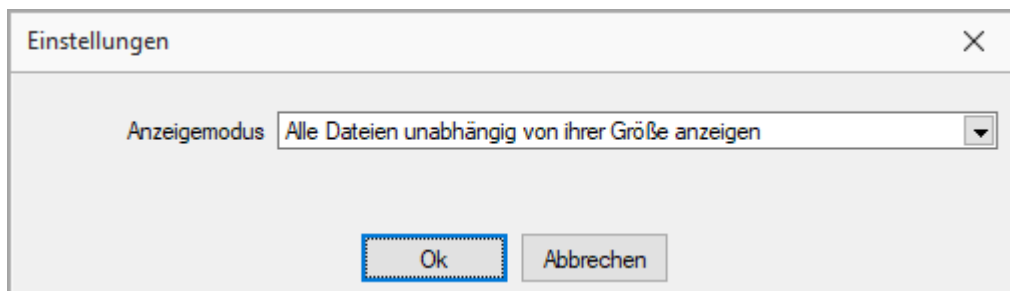 Einstellungen
Anzeigemodus Alle Dateien unabhängig von ihrer Größe anzeigen
Ok Abbrechen